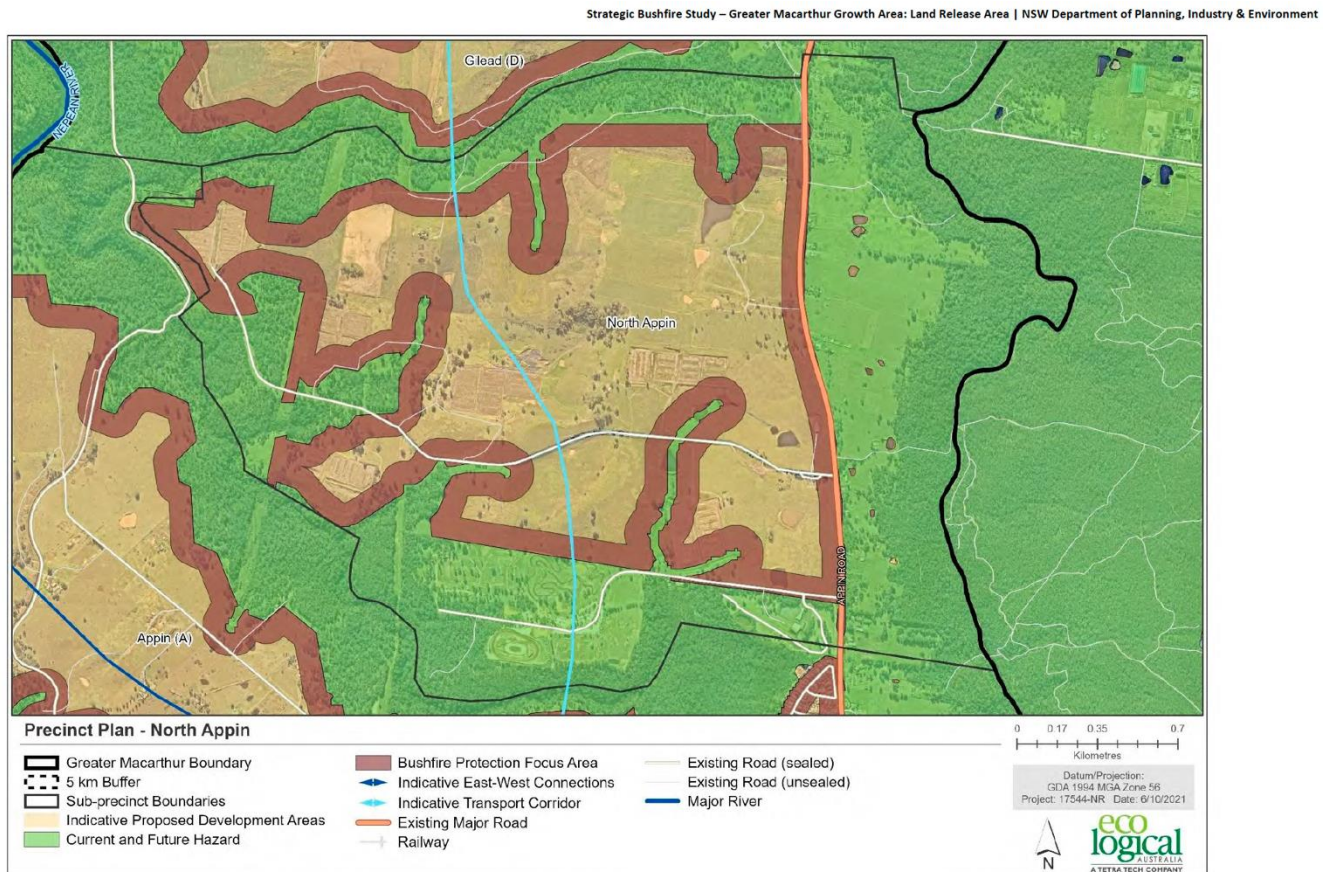 Strategic Bushfire Study – Greater Macarthur Growth Area: Land Release Area | NSW Department of Planning, Industry & Environment
Gilead (D)
NEPEAN RIVER
North Appin
APPIN ROAD
Appin (A)
Precinct Plan - North Appin
Greater Macarthur Boundary
5 km Buffer
Sub-precinct Boundaries
Indicative Proposed Development Areas
Current and Future Hazard
Bushfire Protection Focus Area
Indicative East-West Connections
Indicative Transport Corridor
Existing Major Road
Railway
Existing Road (sealed)
Existing Road (unsealed)
Major River
0 0.17 0.35 0.7
Kilometres
Datum/Projection:
GDA 1994 MGA Zone 56
Project: 17544-NR Date: 6/10/2021
N
eco
logical
AUSTRALIA
A TETRA TECH COMPANY